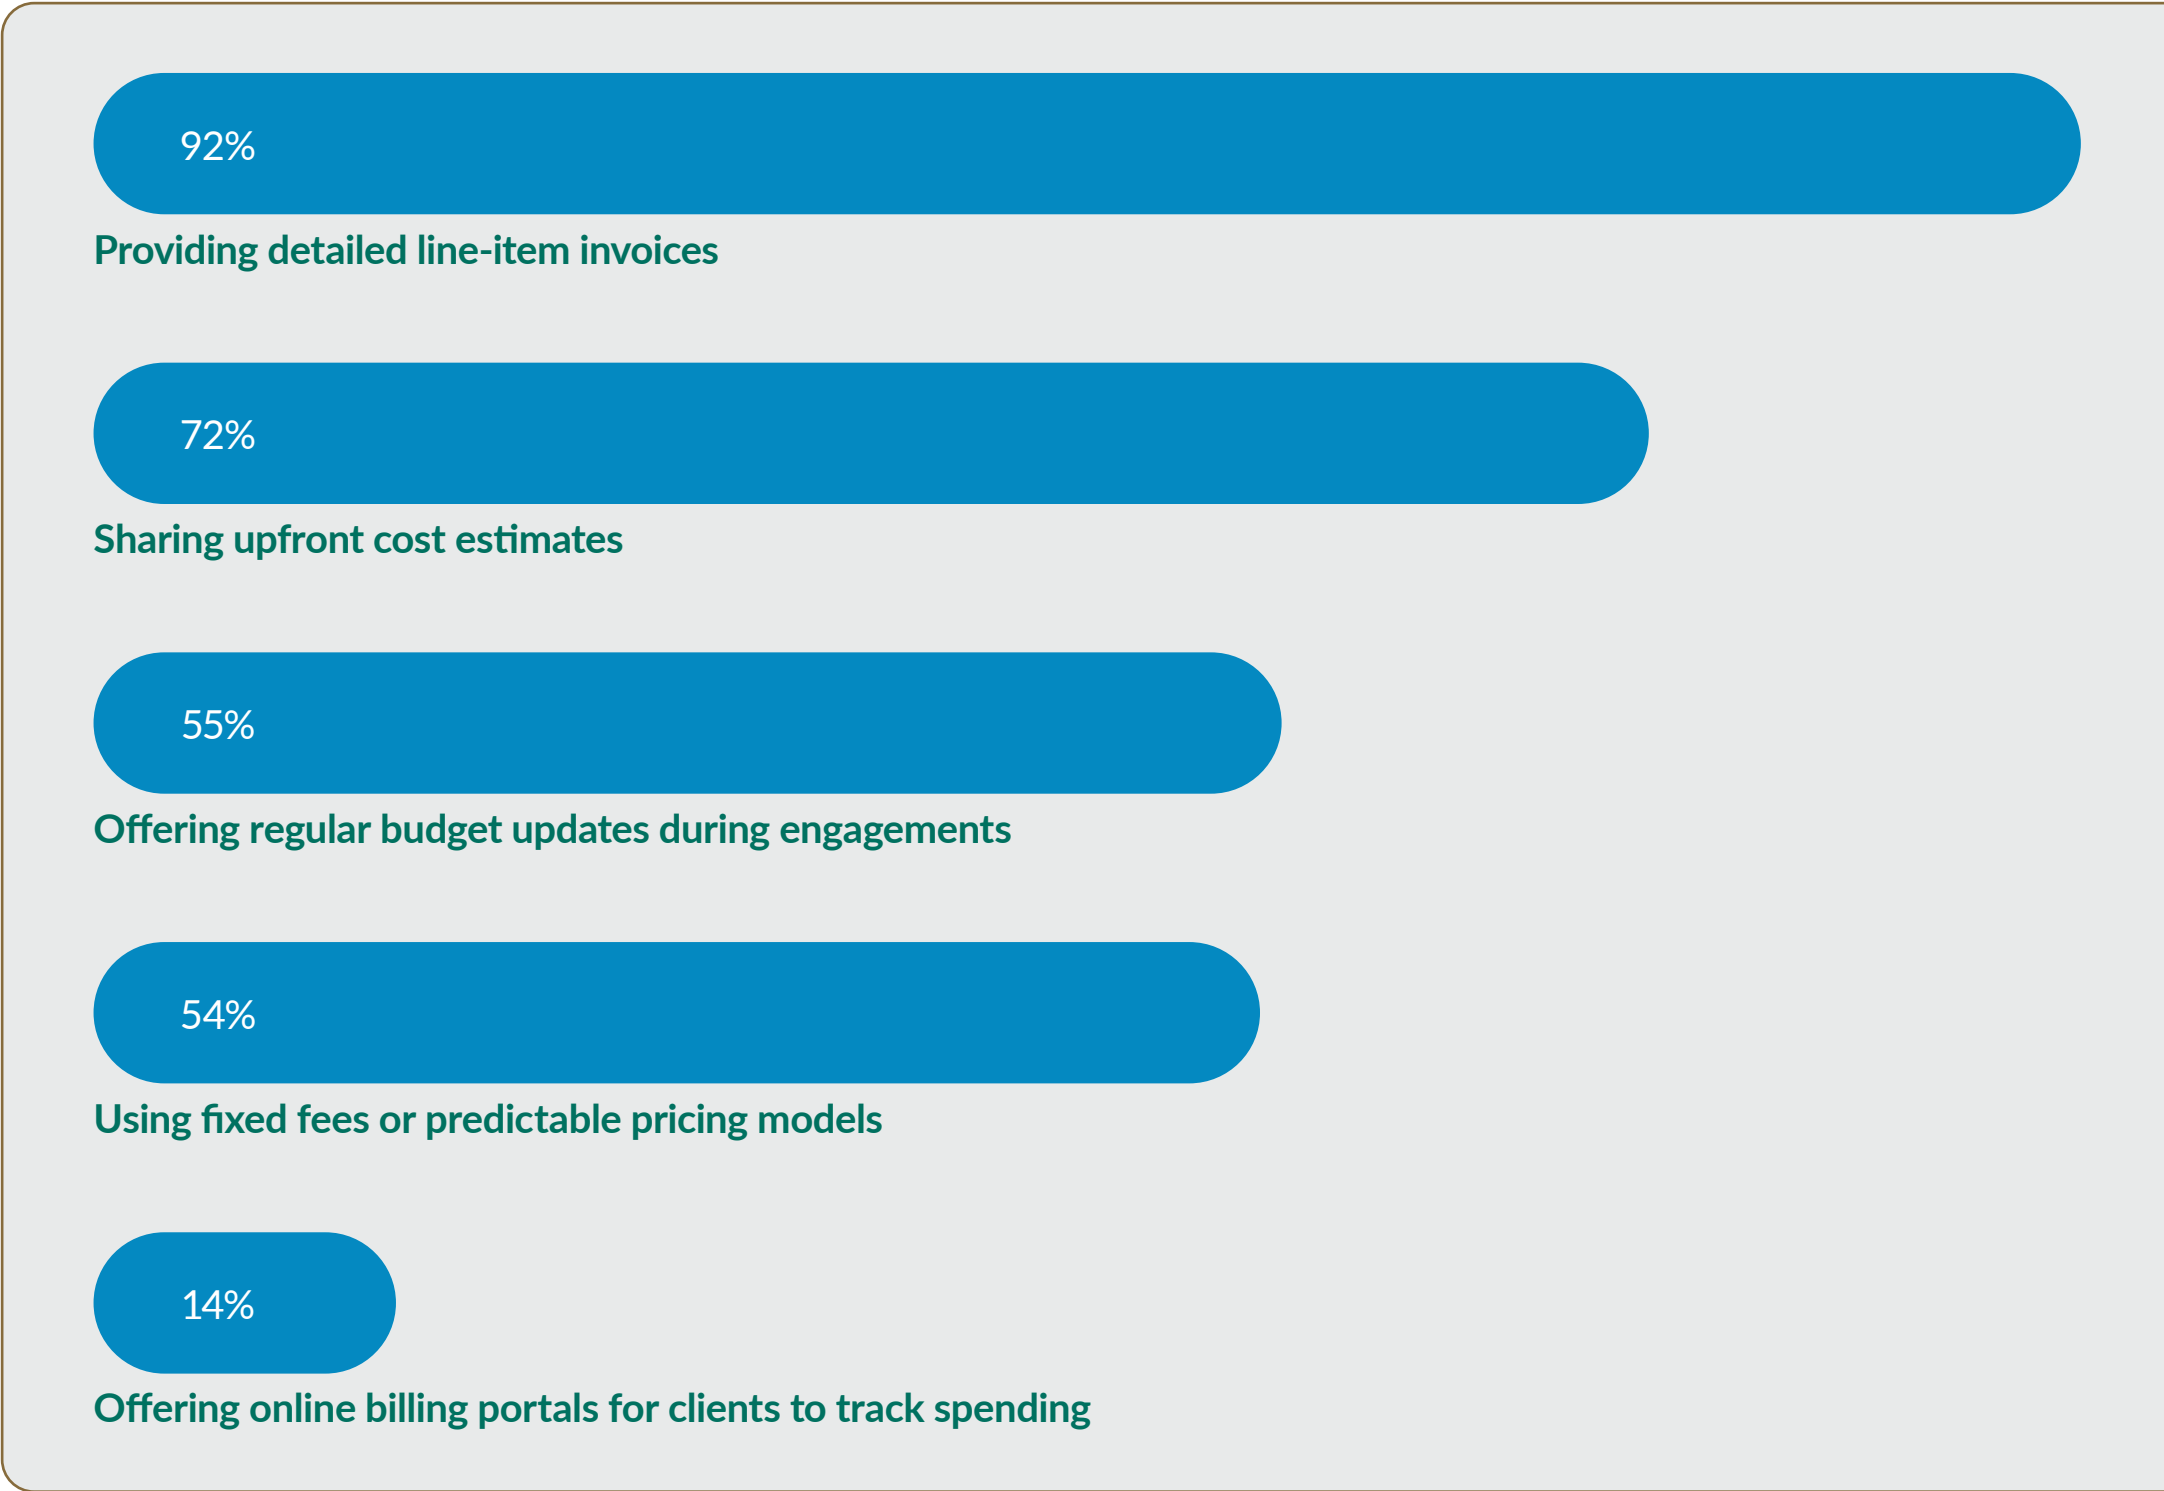 92%
Providing detailed line-item invoices
72%
Sharing upfront cost estimates
55%
Offering regular budget updates during engagements
54%
Using fixed fees or predictable pricing models
14%
Offering online billing portals for clients to track spending